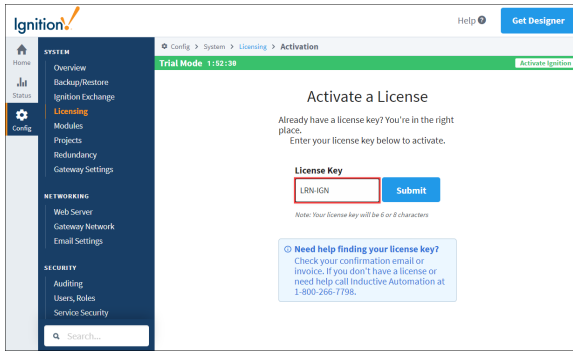 Ignition!
Help ?
Get Designer
Home
Status
Config
SYSTEM
Overview
Backup/Restore
Ignition Exchange
Licensing
Modules
Projects
Redundancy
Gateway Settings
NETWORKING
Web Server
Gateway Network
Email Settings
SECURITY
Auditing
Users, Roles
Service Security
Search...
Config > System > Licensing > Activation
Trial Mode 1:52:30
Activate Ignition
Activate a License
Already have a license key? You're in the right
place.
Enter your license key below to activate.
License Key
LRN-IGN
Submit
Note: Your license key will be 6 or 8 characters
Need help finding your license key?
Check your confirmation email or
invoice. If you don't have a license or
need help call Inductive Automation at
1-800-266-7798.